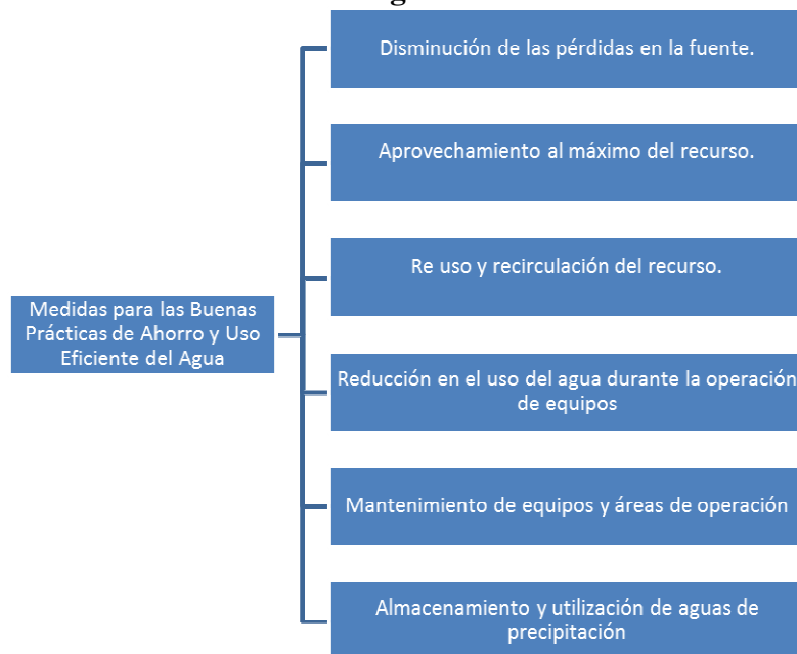 Disminución de las pérdidas en la fuente.
Aprovechamiento al máximo del recurso.
Re uso y recirculación del recurso.
Medidas para las Buenas
Prácticas de Ahorro y Uso
Eficiente del Agua
Reducción en el uso del agua durante la operación
de equipos
Mantenimiento de equipos y áreas de operación
Almacenamiento y utilización de aguas de
precipitación